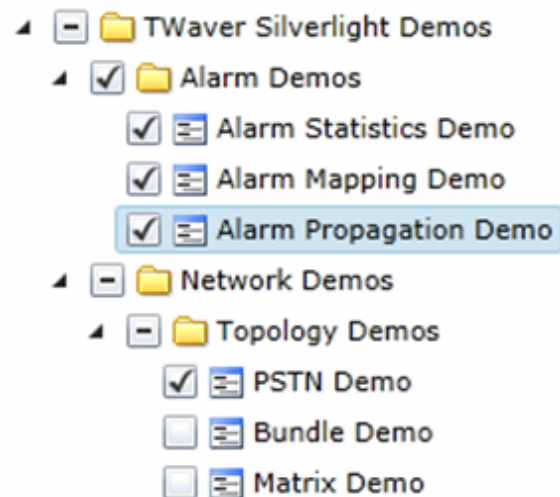 TWaver Silverlight Demos
Alarm Demos
Alarm Statistics Demo
Alarm Mapping Demo
Alarm Propagation Demo
Network Demos
Topology Demos
PSTN Demo
Bundle Demo
Matrix Demo